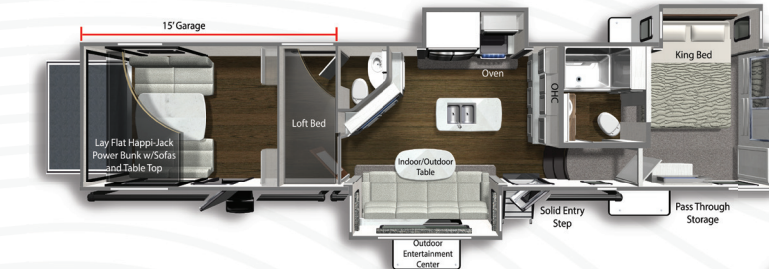 15' Garage
King Bed
Oven
OHC
Loft Bed
Lay Flat Happi-Jack
Power Bunk w/Sofas
and Table Top
Indoor/Outdoor
Table
Solid Entry
Step
Pass Through
Storage
Outdoor
Entertainment
Center